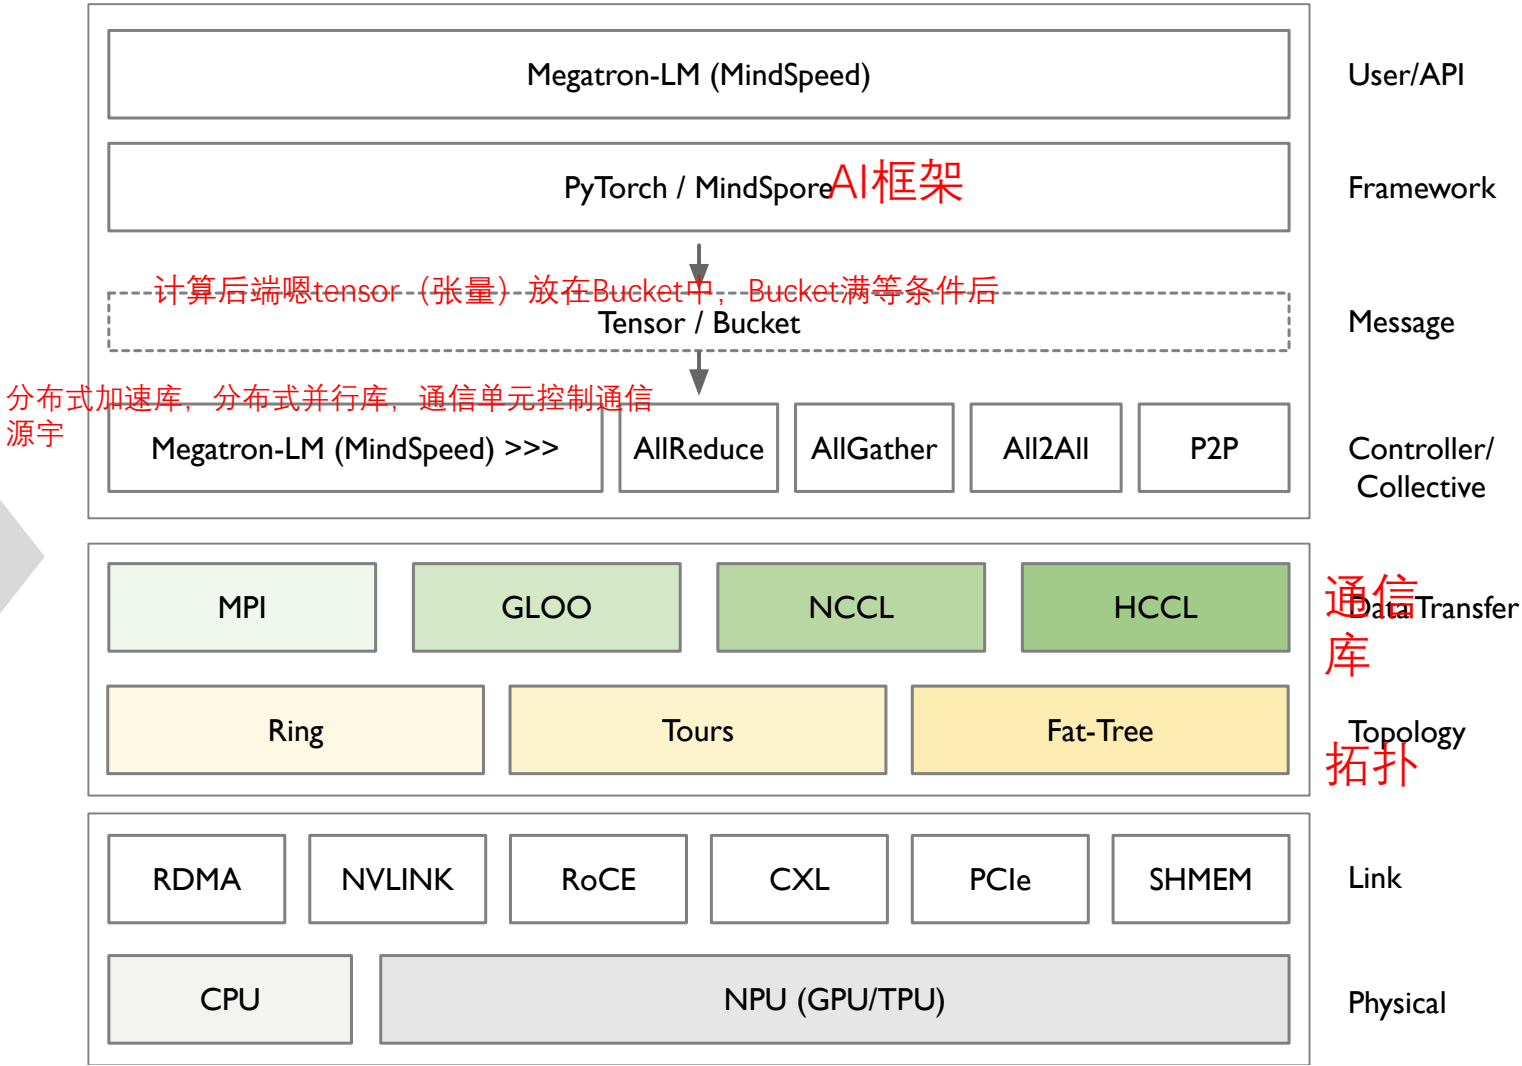 Megatron-LM (MindSpeed)
User/API
PyTorch / MindSpore
AI框架
Framework
计算后端嗯tensor（张量）放在Bucket中，Bucket满等条件后
Tensor / Bucket
Message
分布式加速库，分布式并行库，通信单元控制通信
源宇
Megatron-LM (MindSpeed) >>>
AllReduce
AllGather
All2All
P2P
Controller/
Collective
MPI
GLOO
NCCL
HCCL
Data Transfer
通信
库
Ring
Tours
Fat-Tree
Topology
拓扑
RDMA
NVLINK
RoCE
CXL
PCIe
SHMEM
Link
CPU
NPU (GPU/TPU)
Physical